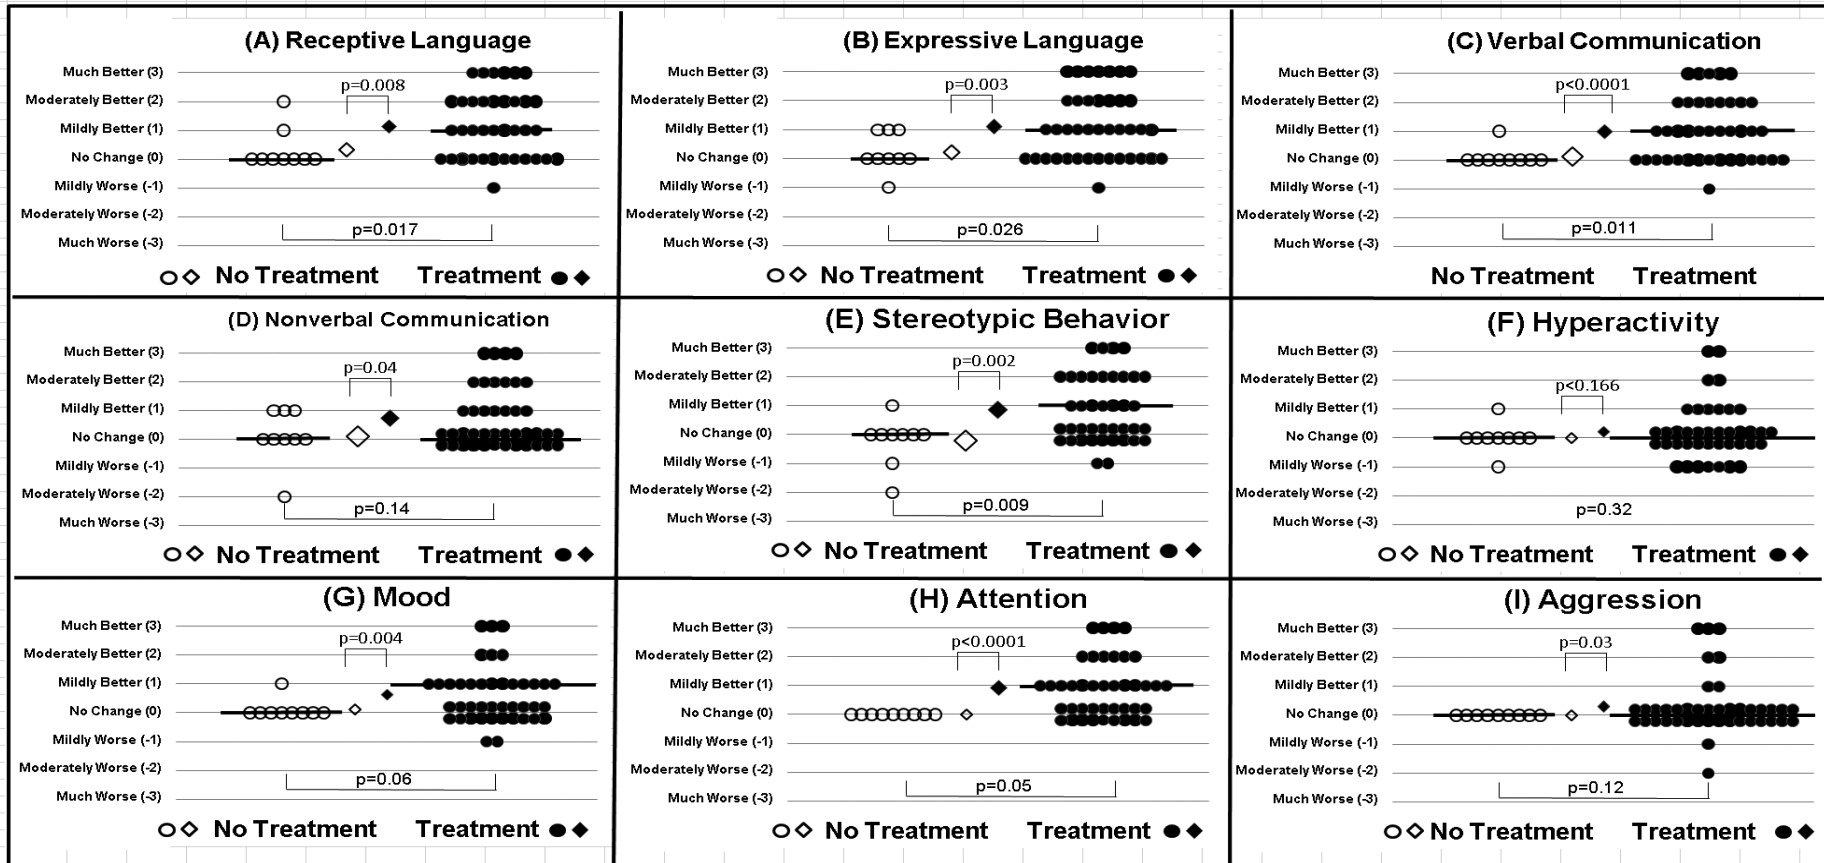 (A) Receptive Language
Much Better (3)
Moderately Better (2)
Mildly Better (1)
No Change (0)
Mildly Worse (-1)
Moderately Worse (-2)
Much Worse (-3)
p=0.008
p=0.017
No Treatment Treatment
(B) Expressive Language
Much Better (3)
Moderately Better (2)
Mildly Better (1)
No Change (0)
Mildly Worse (-1)
Moderately Worse (-2)
Much Worse (-3)
p=0.003
p=0.026
No Treatment Treatment
(C) Verbal Communication
Much Better (3)
Moderately Better (2)
Mildly Better (1)
No Change (0)
Mildly Worse (-1)
Moderately Worse (-2)
Much Worse (-3)
p<0.0001
p=0.011
No Treatment Treatment
(D) Nonverbal Communication
Much Better (3)
Moderately Better (2)
Mildly Better (1)
No Change (0)
Mildly Worse (-1)
Moderately Worse (-2)
Much Worse (-3)
p=0.04
p=0.14
No Treatment Treatment
(E) Stereotypic Behavior
Much Better (3)
Moderately Better (2)
Mildly Better (1)
No Change (0)
Mildly Worse (-1)
Moderately Worse (-2)
Much Worse (-3)
p=0.002
p=0.009
No Treatment Treatment
(F) Hyperactivity
Much Better (3)
Moderately Better (2)
Mildly Better (1)
No Change (0)
Mildly Worse (-1)
Moderately Worse (-2)
Much Worse (-3)
p<0.166
p=0.32
No Treatment Treatment
(G) Mood
Much Better (3)
Moderately Better (2)
Mildly Better (1)
No Change (0)
Mildly Worse (-1)
Moderately Worse (-2)
Much Worse (-3)
p=0.004
p=0.06
No Treatment Treatment
(H) Attention
Much Better (3)
Moderately Better (2)
Mildly Better (1)
No Change (0)
Mildly Worse (-1)
Moderately Worse (-2)
Much Worse (-3)
p<0.0001
p=0.05
No Treatment Treatment
(I) Aggression
Much Better (3)
Moderately Better (2)
Mildly Better (1)
No Change (0)
Mildly Worse (-1)
Moderately Worse (-2)
Much Worse (-3)
p=0.03
p=0.12
No Treatment Treatment